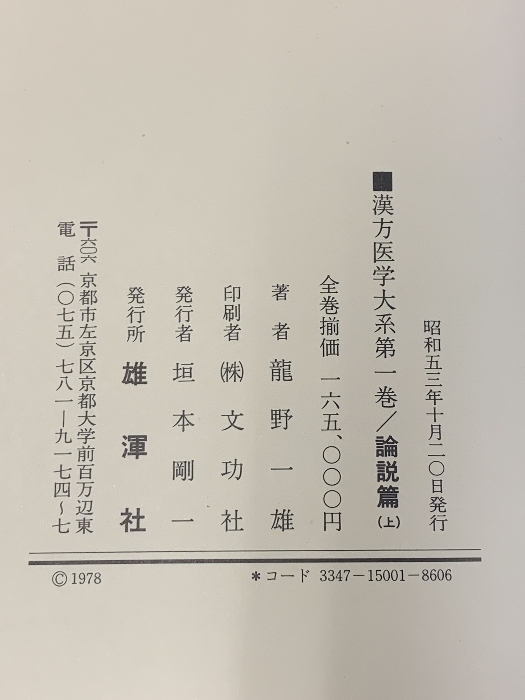 昭和五三年十月二〇日発行
■漢方医学大系第一巻／論説篇(上)
全巻揃価 一六五、〇〇〇円
著者 龍野一雄
印刷者 ㈱文功社
発行者 垣本剛一
発行所 雄渾社
〒六〇六 京都市左京区京都大学前百万辺東
電話(〇七五)七八一―九一七四～七
＊コード 3347－15001－8606
©1978